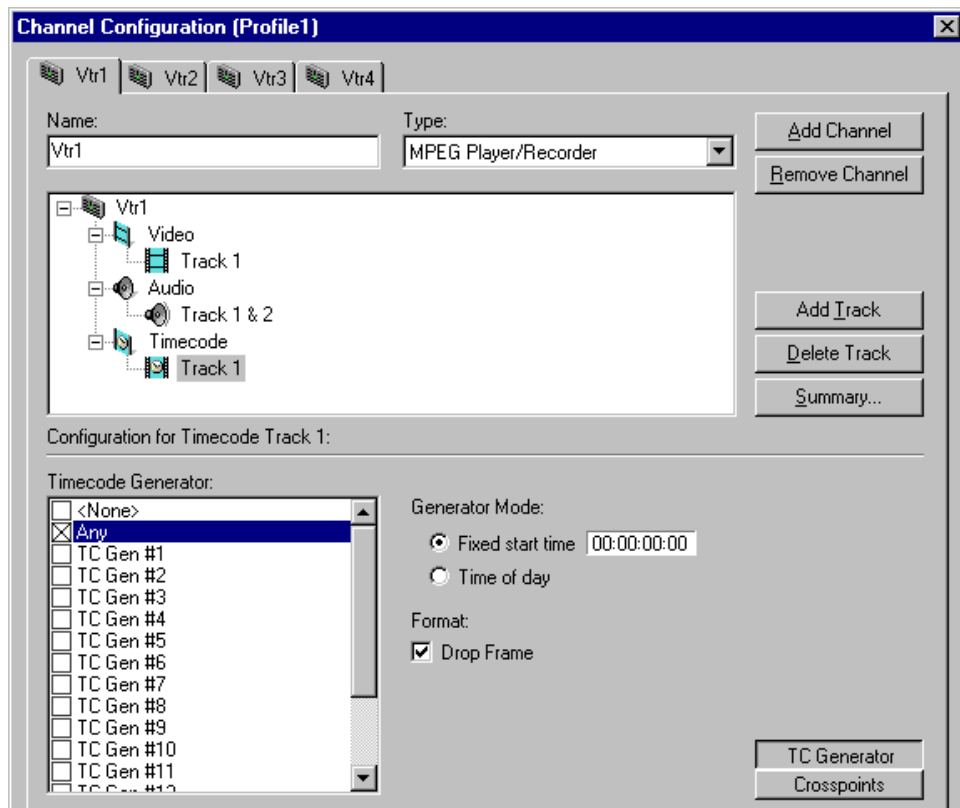 Channel Configuration (Profile1)
Vtr1 Vtr2 Vtr3 Vtr4
Name:
Type:
Vtr1
MPEG Player/Recorder
Add Channel
Remove Channel
Vtr1
Video
Track 1
Audio
Track 1 & 2
Timecode
Track 1
Add Track
Delete Track
Summary...
Configuration for Timecode Track 1:
Timecode Generator:
<None>
Any
TC Gen #1
TC Gen #2
TC Gen #3
TC Gen #4
TC Gen #5
TC Gen #6
TC Gen #7
TC Gen #8
TC Gen #9
TC Gen #10
TC Gen #11
Generator Mode:
Fixed start time 00:00:00:00
Time of day
Format:
Drop Frame
TC Generator
Crosspoints